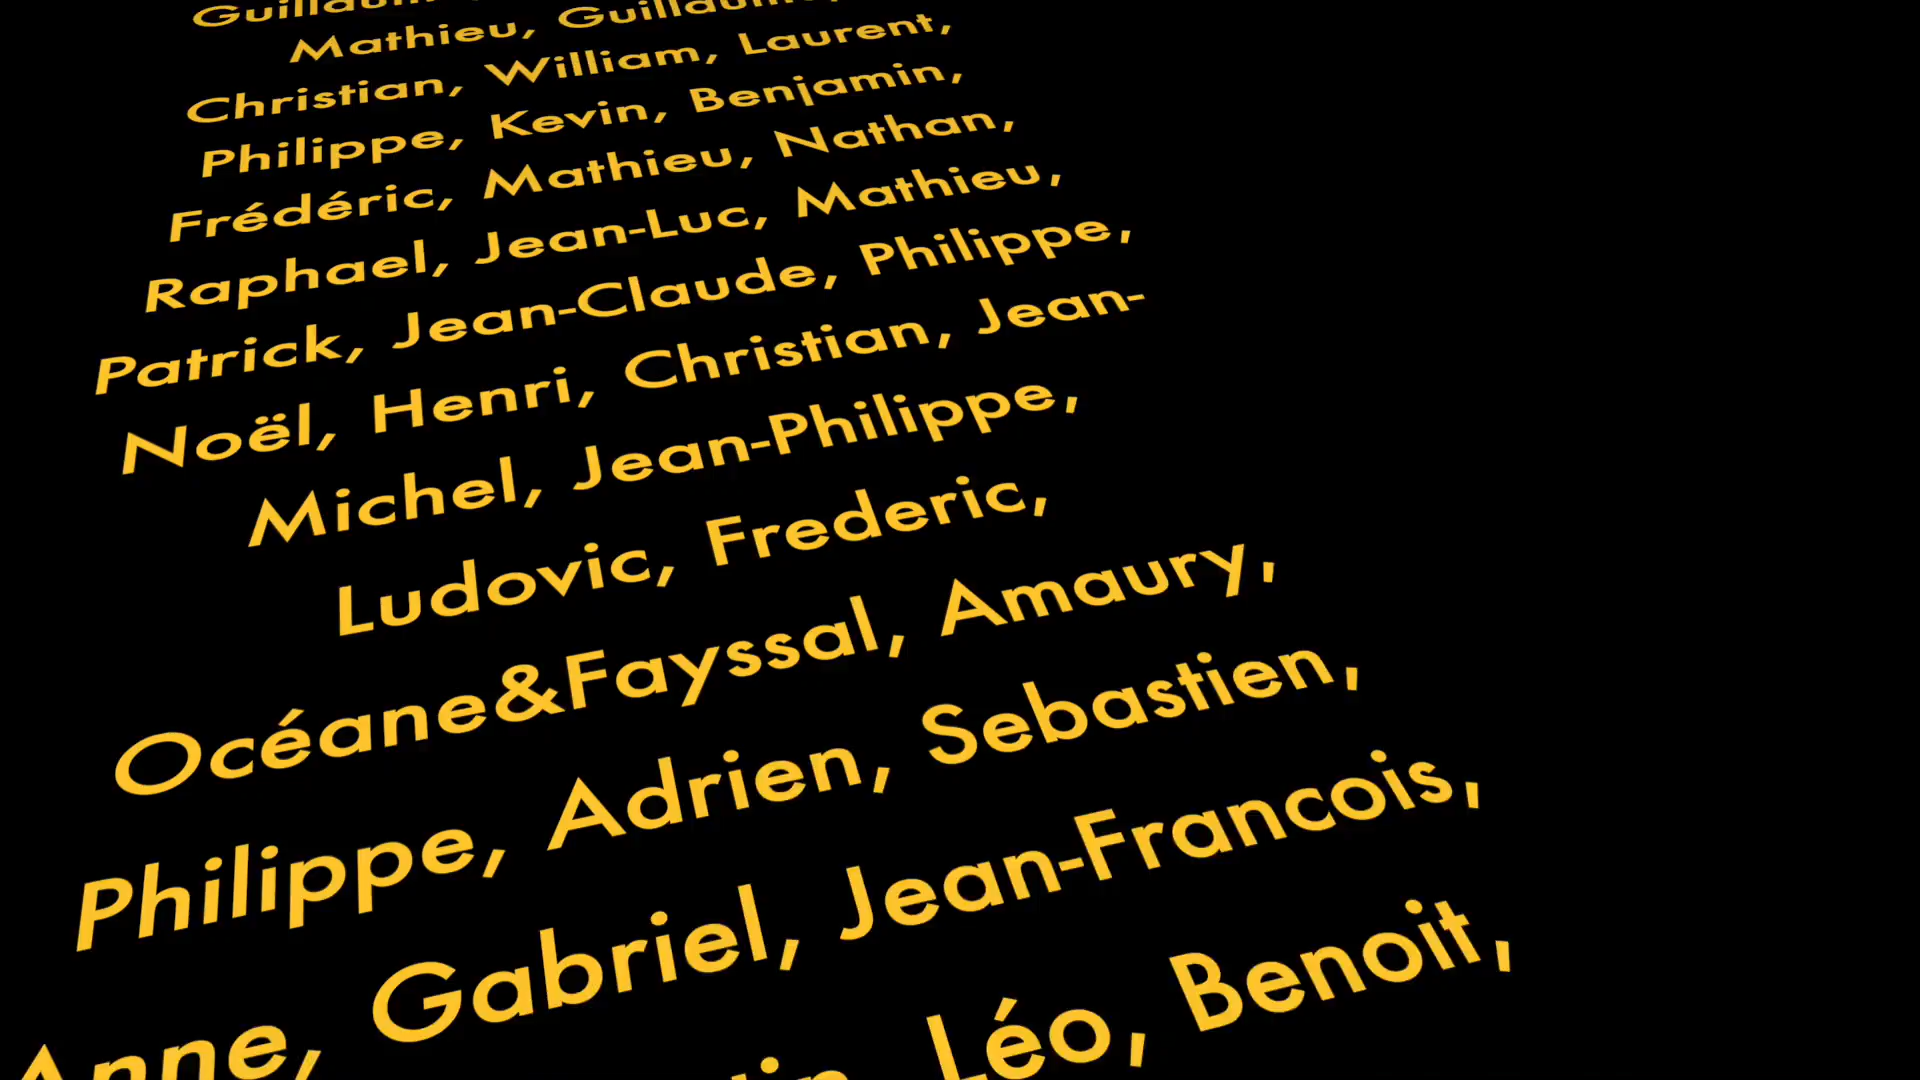 Mathieu,
Christian, William, Laurent,
Philippe, Kevin, Benjamin,
Frédéric, Mathieu, Nathan,
Raphael, Jean-Luc, Mathieu,
Patrick, Jean-Claude, Philippe,
Noël, Henri, Christian, Jean-
Michel, Jean-Philippe,
Ludovic, Frederic,
Océane&Fayssal, Amaury,
Philippe, Adrien, Sebastien,
Anne, Gabriel, Jean-Francois,
Léo, Benoit,